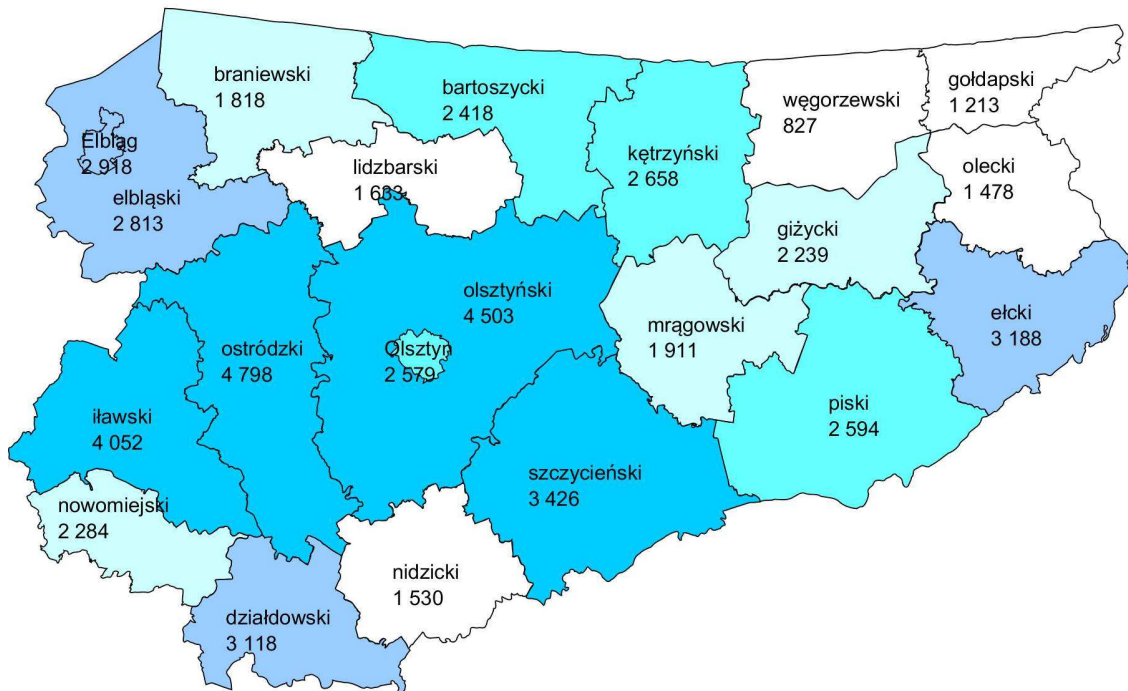 braniewski
1 818
bartoszycki
2 418
węgorzewski
827
gołdapski
1 213
Elbląg
2 918
lidzbarski
1 633
kętrzyński
2 658
olecki
1 478
elbląski
2 813
giżycki
2 239
olsztyński
4 503
ełcki
3 188
mrągowski
1 911
ostródzki
4 798
Olsztyn
2 579
iławski
4 052
piski
2 594
szczycieński
3 426
nowomiejski
2 284
nidzicki
1 530
działdowski
3 118